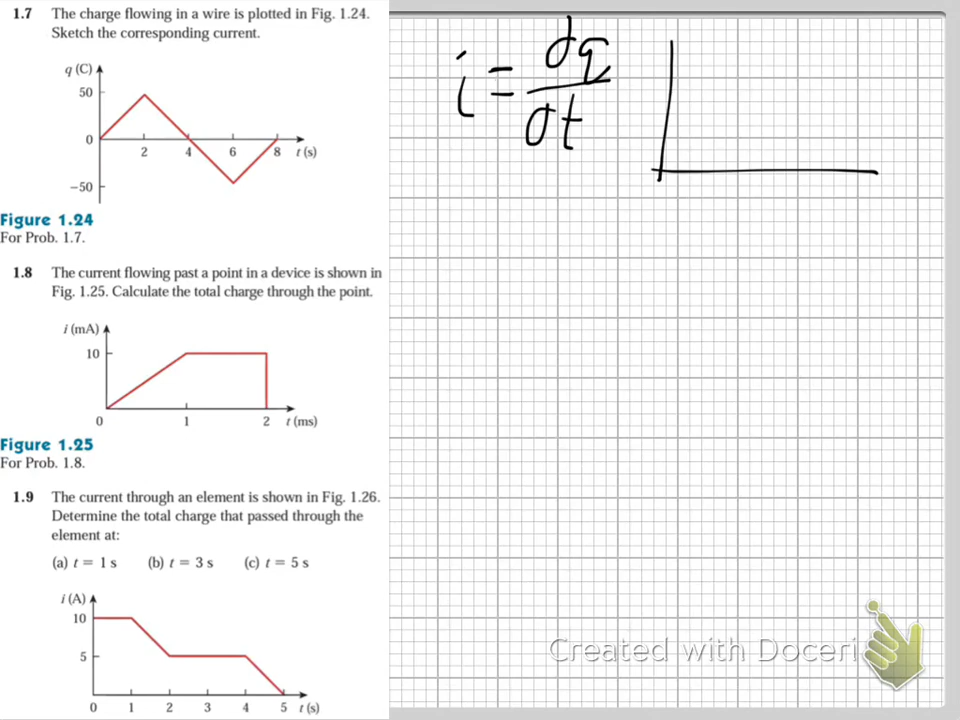 1.7 The charge flowing in a wire is plotted in Fig. 1.24.
Sketch the corresponding current.
q (C)
50
0
2 4 6 8 t (s)
−50
Figure 1.24
For Prob. 1.7.
1.8 The current flowing past a point in a device is shown in
Fig. 1.25. Calculate the total charge through the point.
i (mA)
10
0 1 2 t (ms)
Figure 1.25
For Prob. 1.8.
1.9 The current through an element is shown in Fig. 1.26.
Determine the total charge that passed through the
element at:
(a) t = 1 s (b) t = 3 s (c) t = 5 s
i (A)
10
5
0 1 2 3 4 5 t (s)
i = dq/dt
Created with Doceri